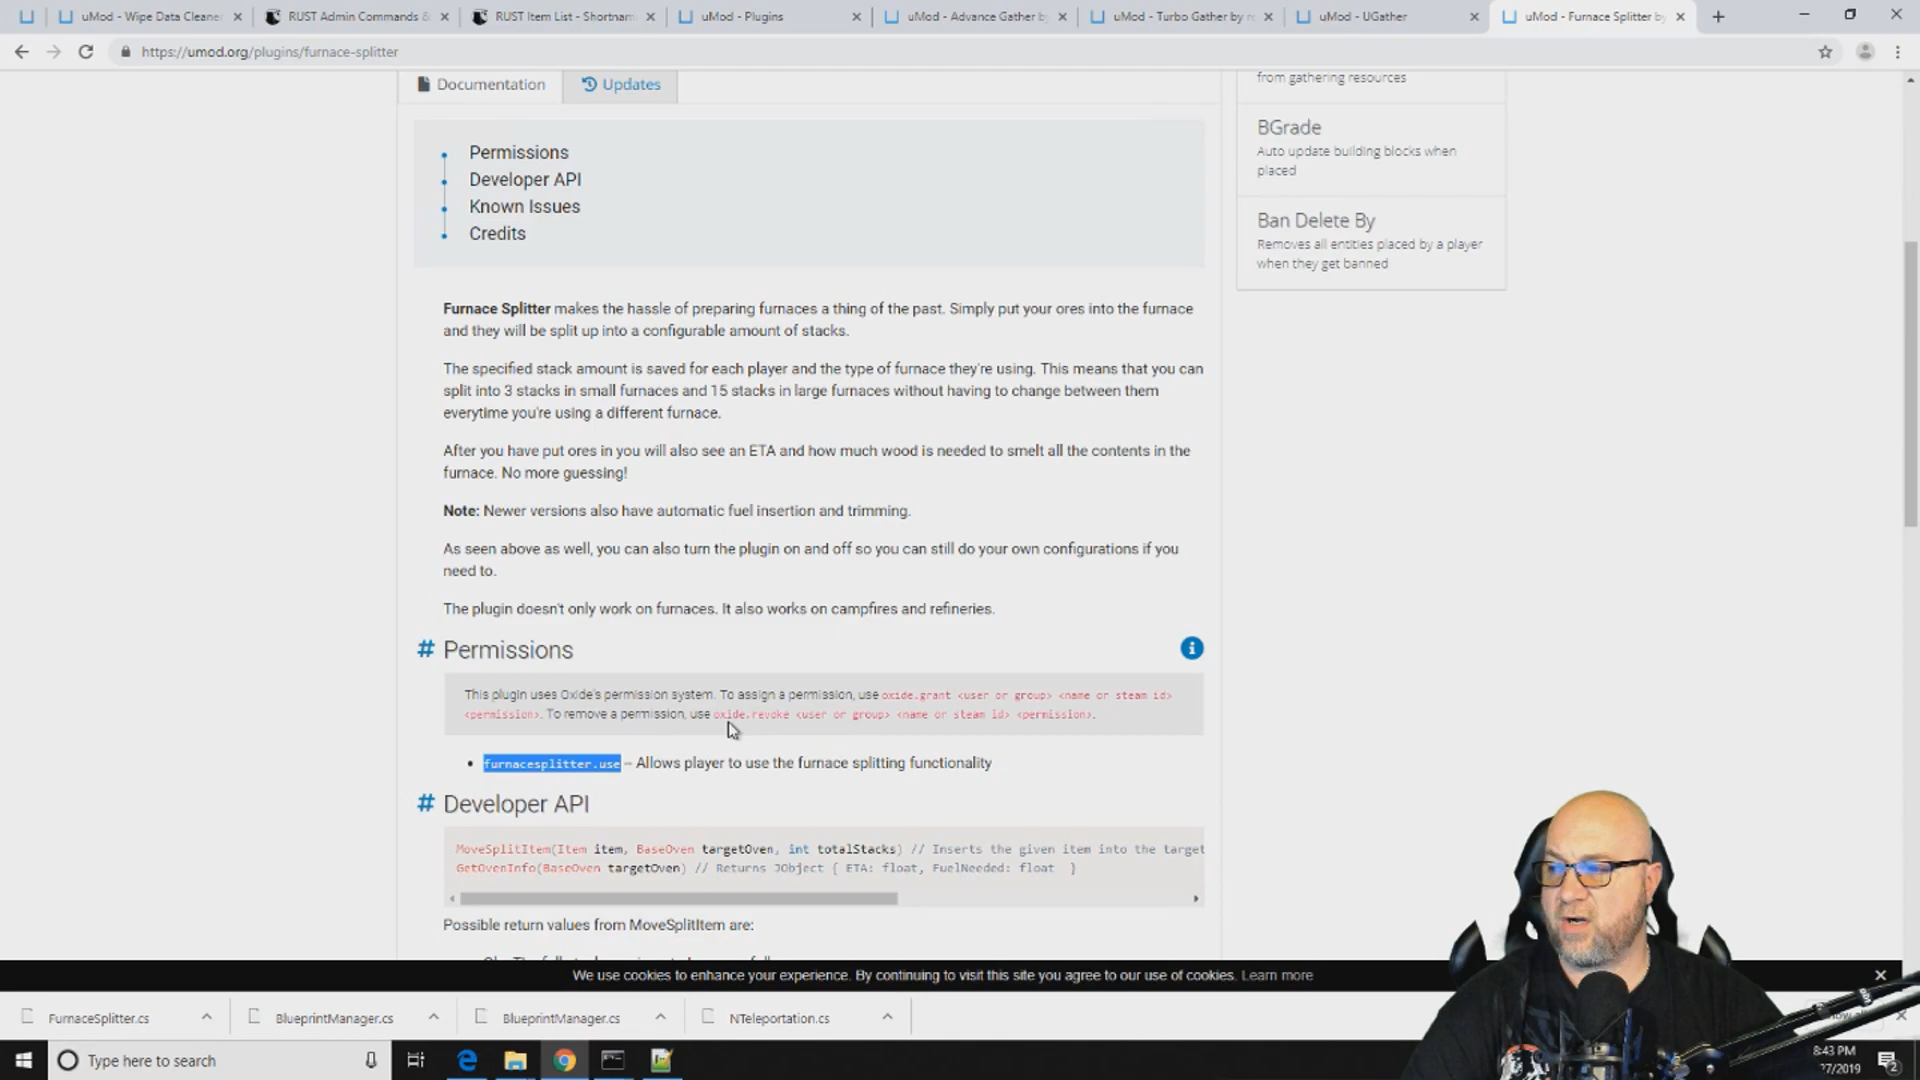 uMod - Wipe Data Cleaner
RUST Admin Commands &
RUST Item List - Shortnam
uMod - Plugins
uMod - Advance Gather by
uMod - Turbo Gather by r
uMod - UGather
uMod - Furnace Splitter by
https://umod.org/plugins/furnace-splitter
Documentation
Updates
from gathering resources
Permissions
Developer API
Known Issues
Credits
BGrade
Auto update building blocks when
placed
Ban Delete By
Removes all entities placed by a player
when they get banned
Furnace Splitter makes the hassle of preparing furnaces a thing of the past. Simply put your ores into the furnace
and they will be split up into a configurable amount of stacks.
The specified stack amount is saved for each player and the type of furnace they're using. This means that you can
split into 3 stacks in small furnaces and 15 stacks in large furnaces without having to change between them
everytime you're using a different furnace.
After you have put ores in you will also see an ETA and how much wood is needed to smelt all the contents in the
furnace. No more guessing!
Note: Newer versions also have automatic fuel insertion and trimming.
As seen above as well, you can also turn the plugin on and off so you can still do your own configurations if you
need to.
The plugin doesn't only work on furnaces. It also works on campfires and refineries.
# Permissions
This plugin uses Oxide's permission system. To assign a permission, use oxide.grant <user or group> <name or steam id>
<permission>. To remove a permission, use oxide.revoke <user or group> <name or steam id> <permission>.
• furnacesplitter.use – Allows player to use the furnace splitting functionality
# Developer API
MoveSplitItem(Item item, BaseOven targetOven, int totalStacks) // Inserts the given item into the target
GetOvenInfo(BaseOven targetOven) // Returns JObject { ETA: float, FuelNeeded: float }
Possible return values from MoveSplitItem are:
We use cookies to enhance your experience. By continuing to visit this site you agree to our use of cookies. Learn more
FurnaceSplitter.cs
BlueprintManager.cs
BlueprintManager.cs
NTeleportation.cs
Type here to search
8:43 PM
7/2019
2